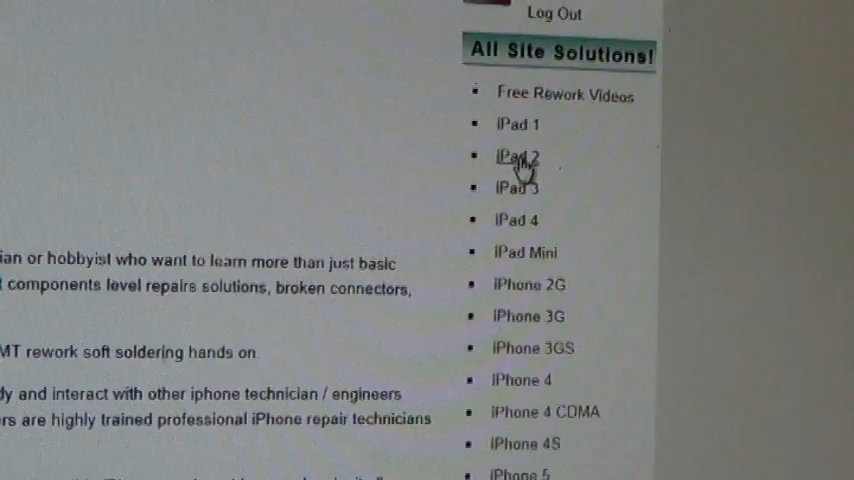 Log Out
All Site Solutions!
Free Rework Videos
iPad 1
iPad 2
iPad 3
iPad 4
iPad Mini
iPhone 2G
iPhone 3G
iPhone 3GS
iPhone 4
iPhone 4 CDMA
iPhone 4S
iPhone 5
ian or hobbyist who want to learn more than just basic
components level repairs solutions, broken connectors,
MT rework soft soldering hands on
dy and interact with other iphone technician / engineers
ers are highly trained professional iPhone repair technicians